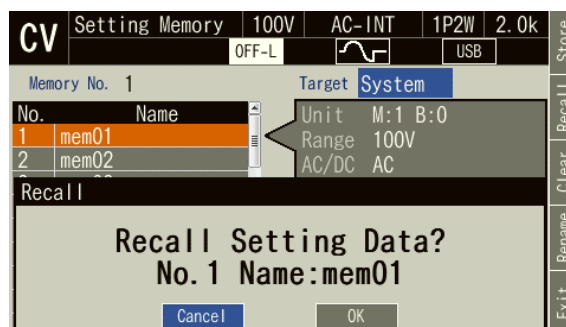 CV Setting Memory 100V AC-INT 1P2W 2.0k
OFF-L USB
Memory No. 1 Target System
No. Name
1 mem01
2 mem02
Unit M:1 B:0
Range 100V
AC/DC AC
Recall
Recall Setting Data?
No.1 Name:mem01
Cancel OK
Store
Recall
Clear
Rename
Exit